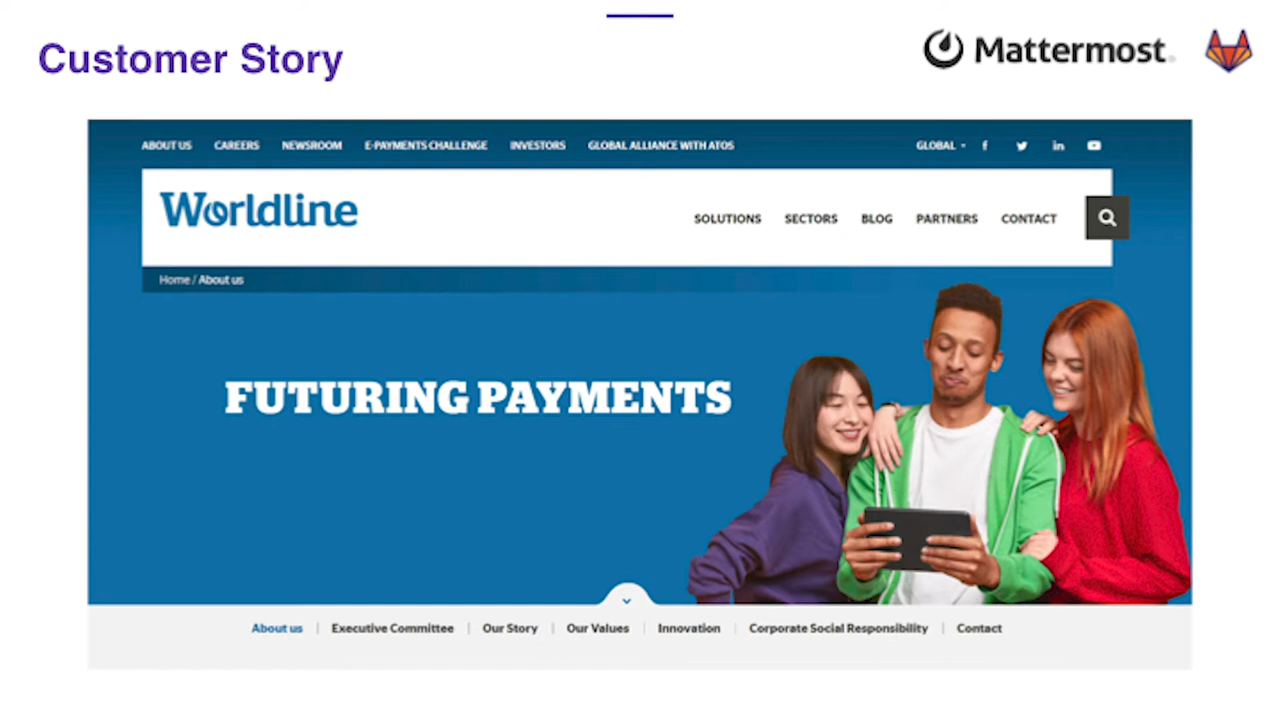 Customer Story
Mattermost
ABOUT US CAREERS NEWSROOM E-PAYMENTS CHALLENGE INVESTORS GLOBAL ALLIANCE WITH ATOS GLOBAL
Worldline
SOLUTIONS SECTORS BLOG PARTNERS CONTACT
Home / About us
FUTURING PAYMENTS
About us | Executive Committee | Our Story | Our Values | Innovation | Corporate Social Responsibility | Contact